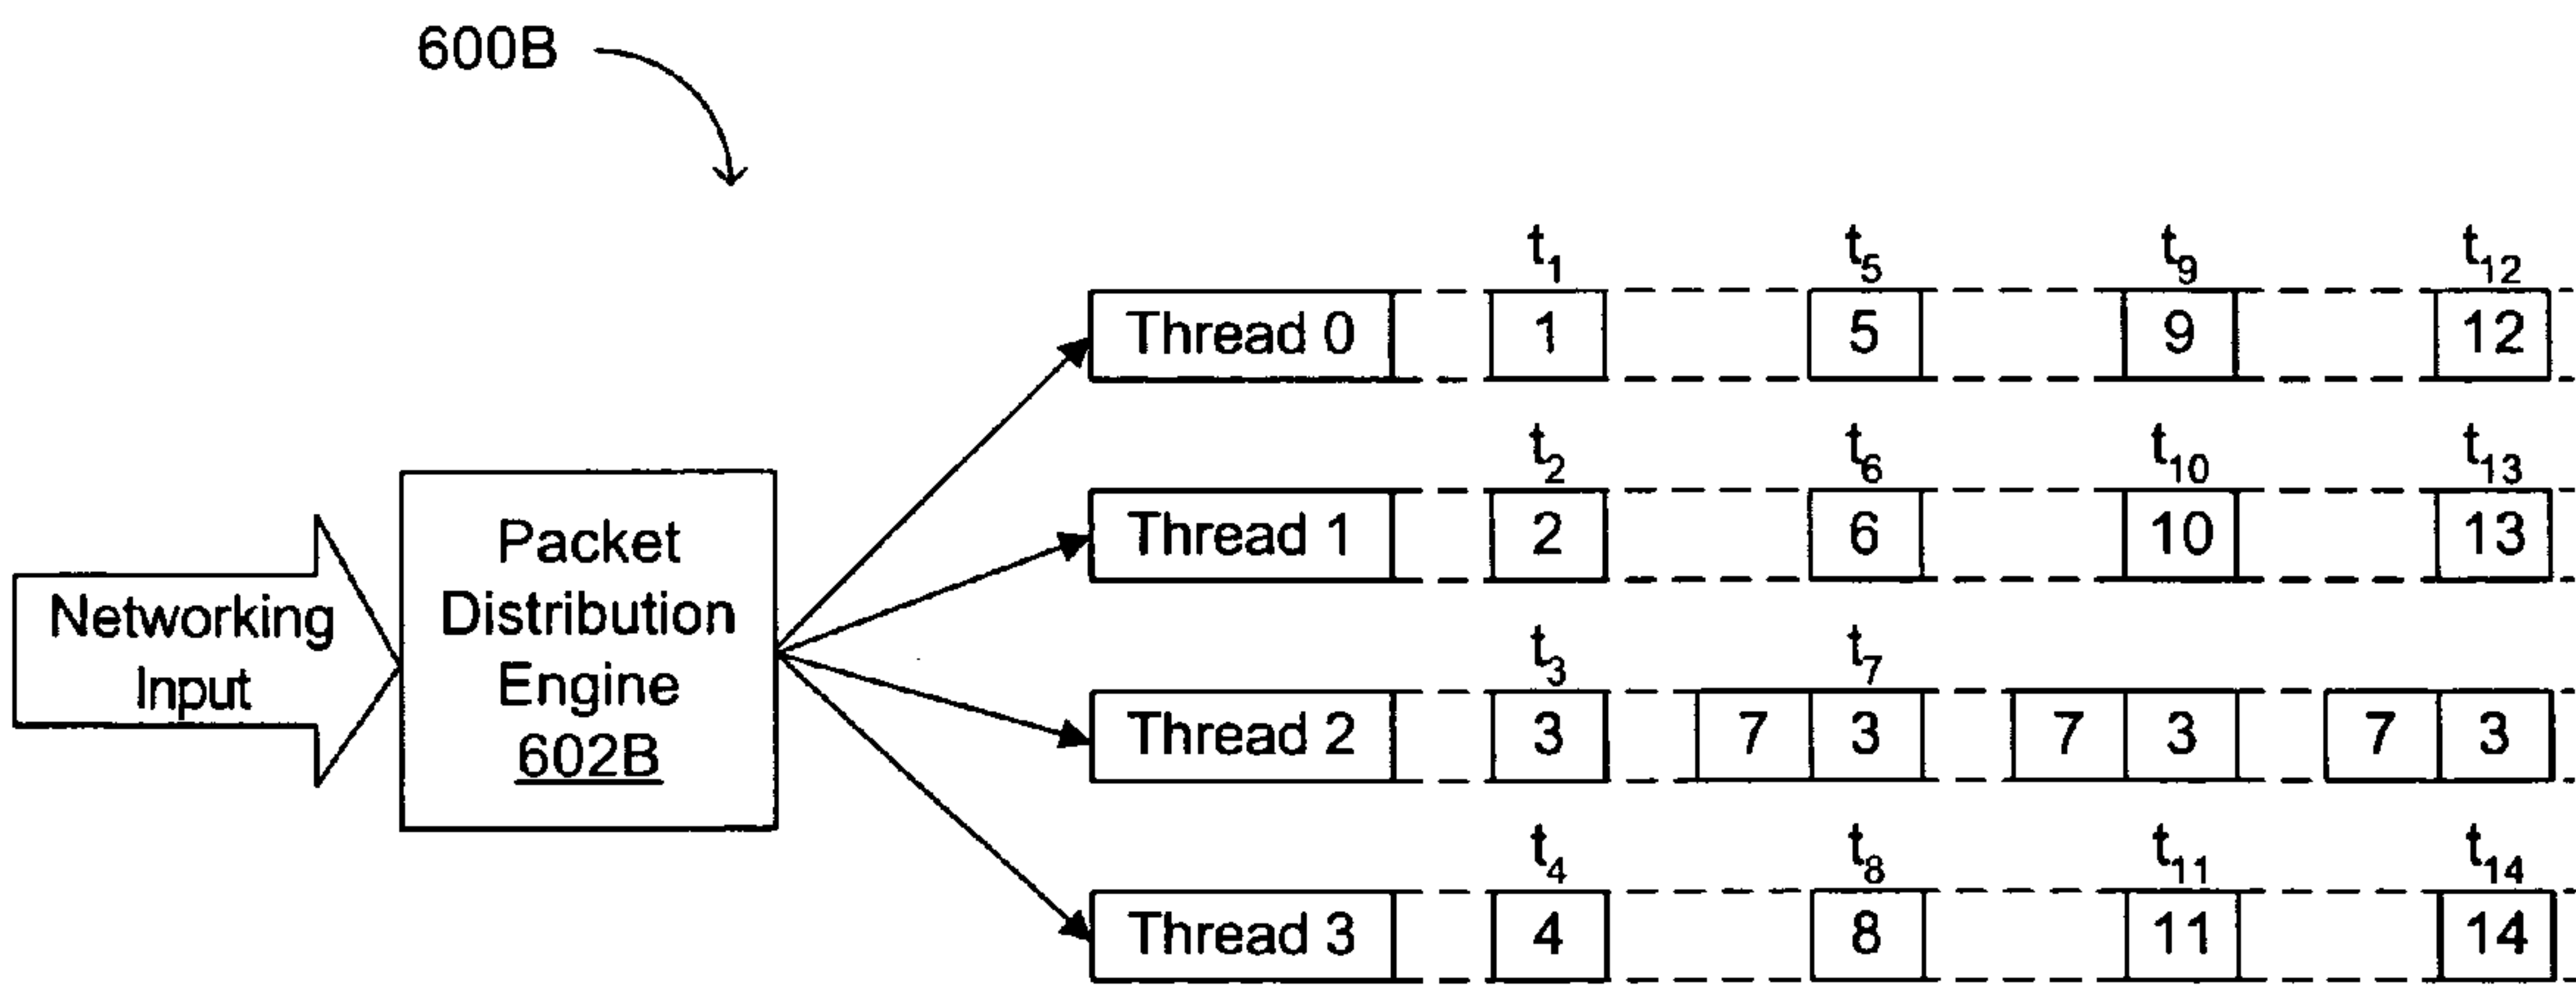 600B
t1 t5 t9 t12
Thread 0 1 5 9 12
t2 t6 t10 t13
Thread 1 2 6 10 13
t3 t7
Thread 2 3 7 3 7 3 7 3
t4 t8 t11 t14
Thread 3 4 8 11 14
Networking
Input
Packet
Distribution
Engine
602B